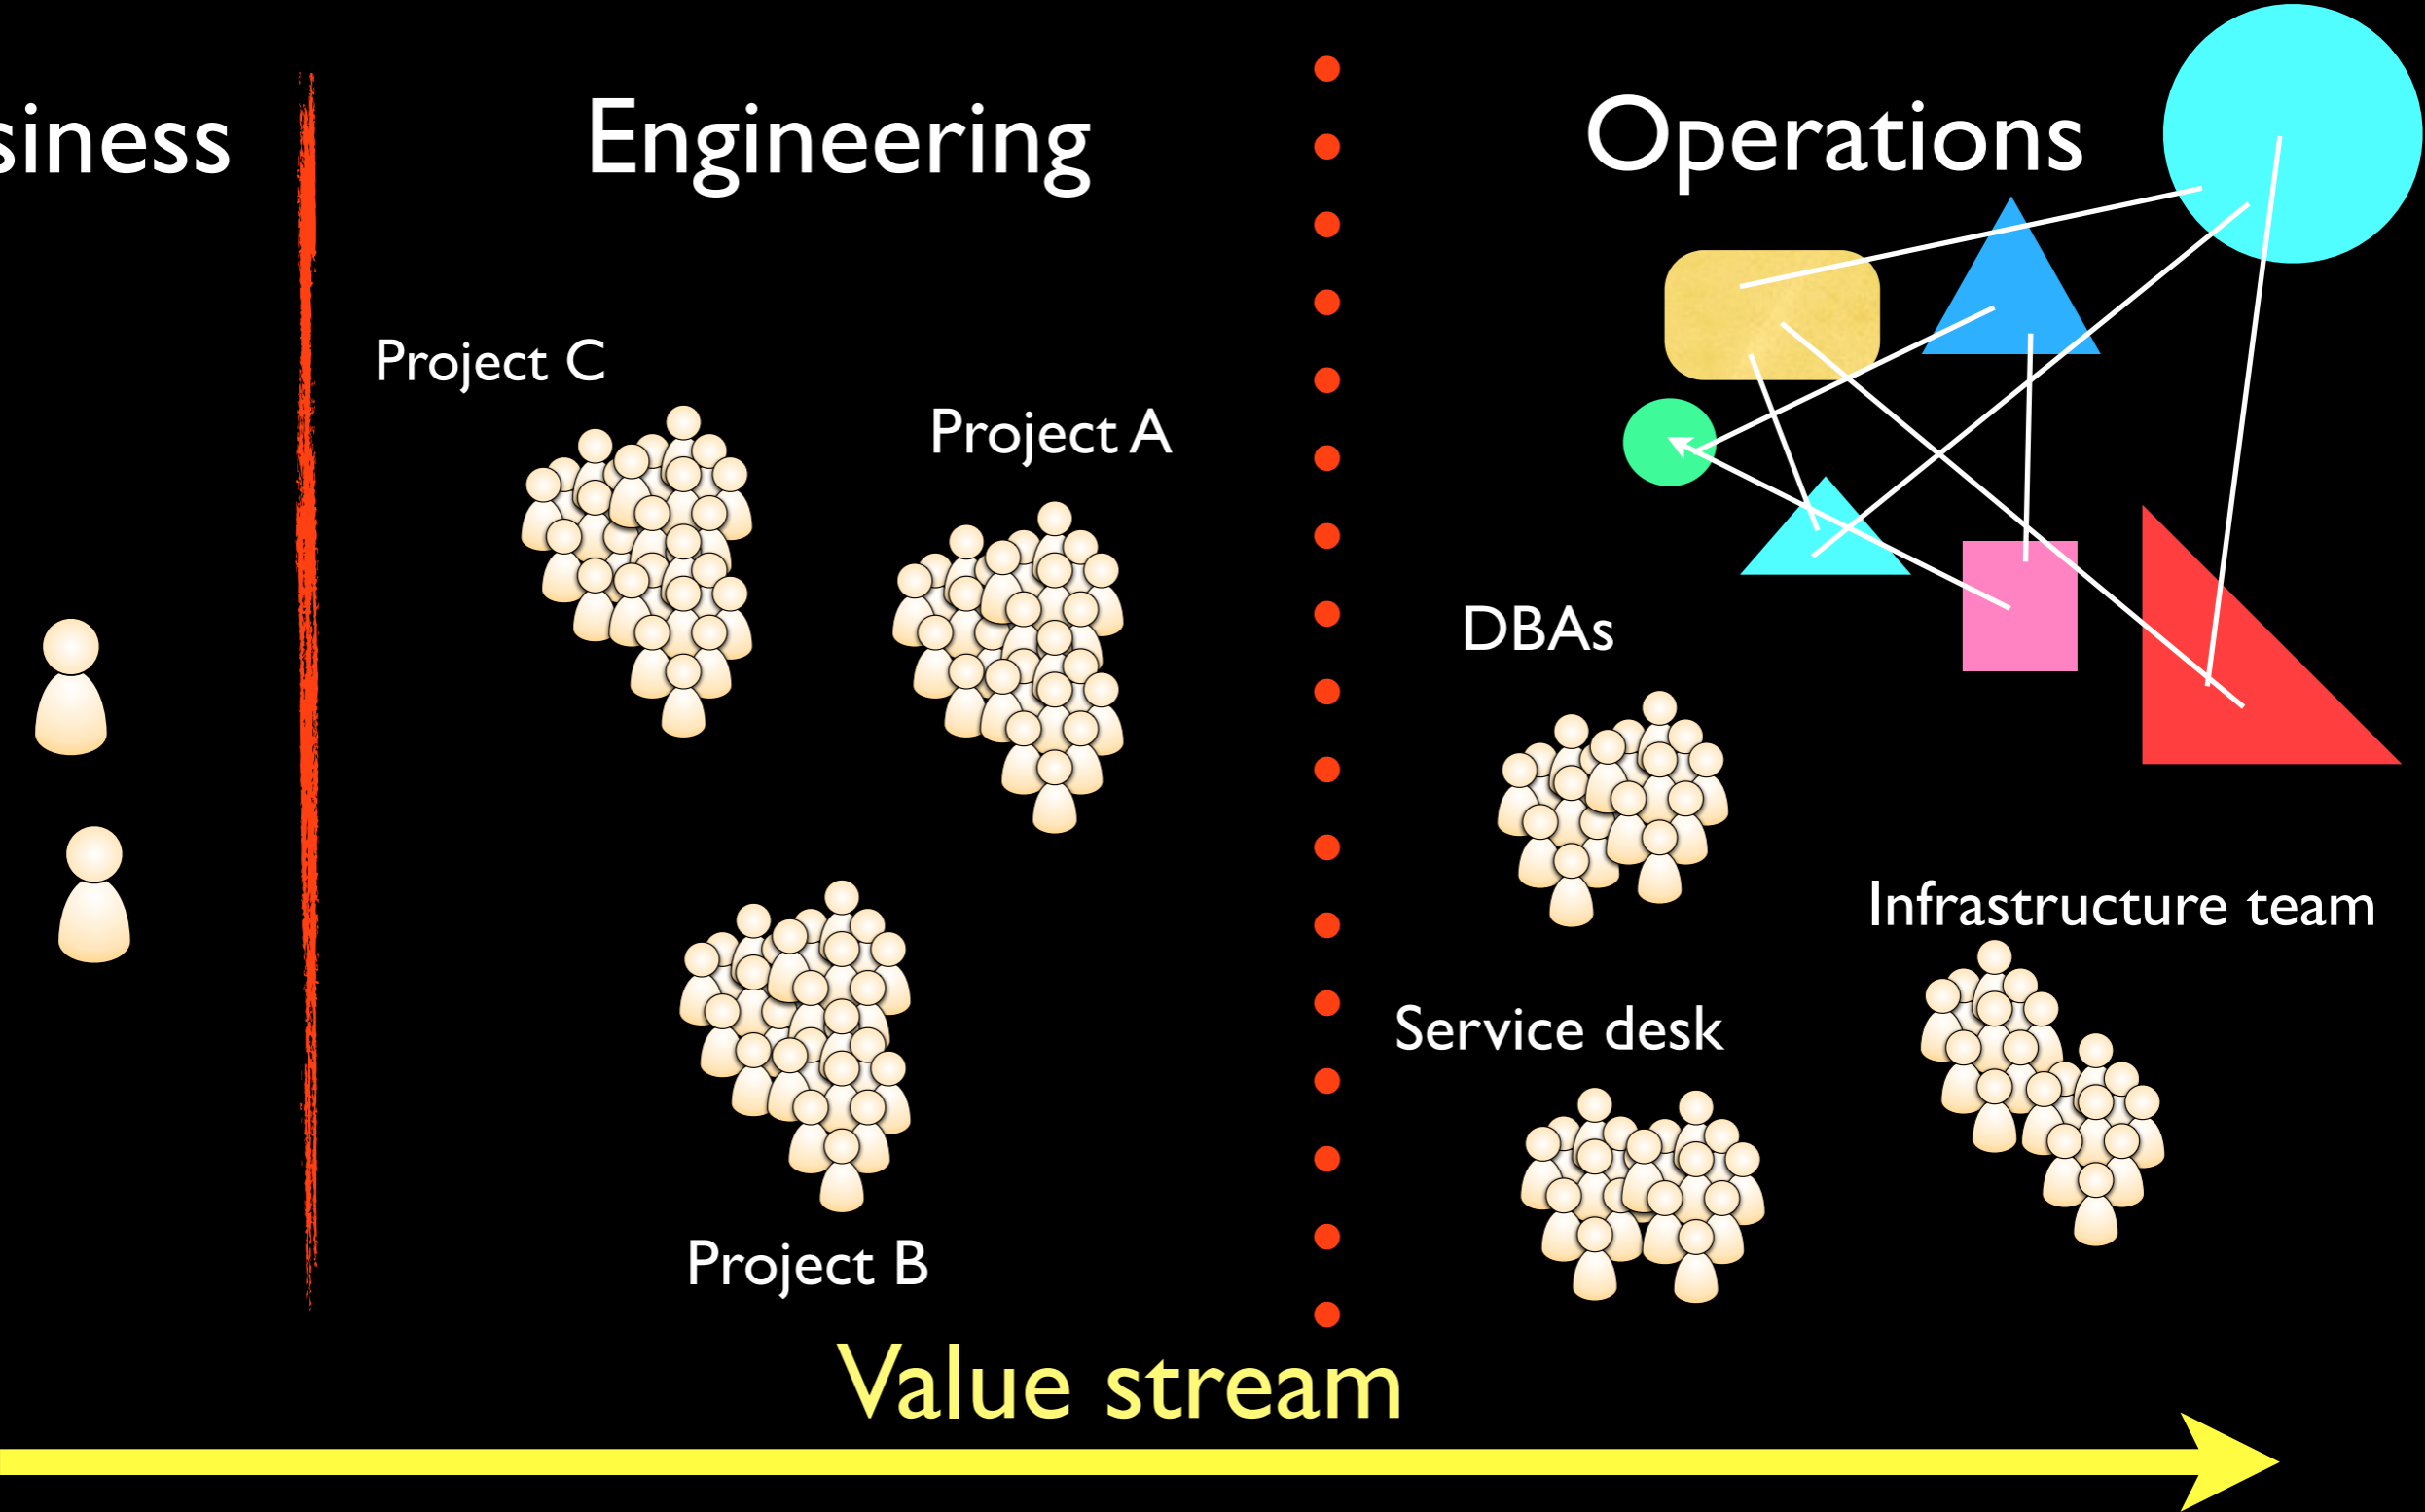 siness
Engineering
Operations
Project C
Project A
DBAs
Infrastructure team
Service desk
Project B
Value stream